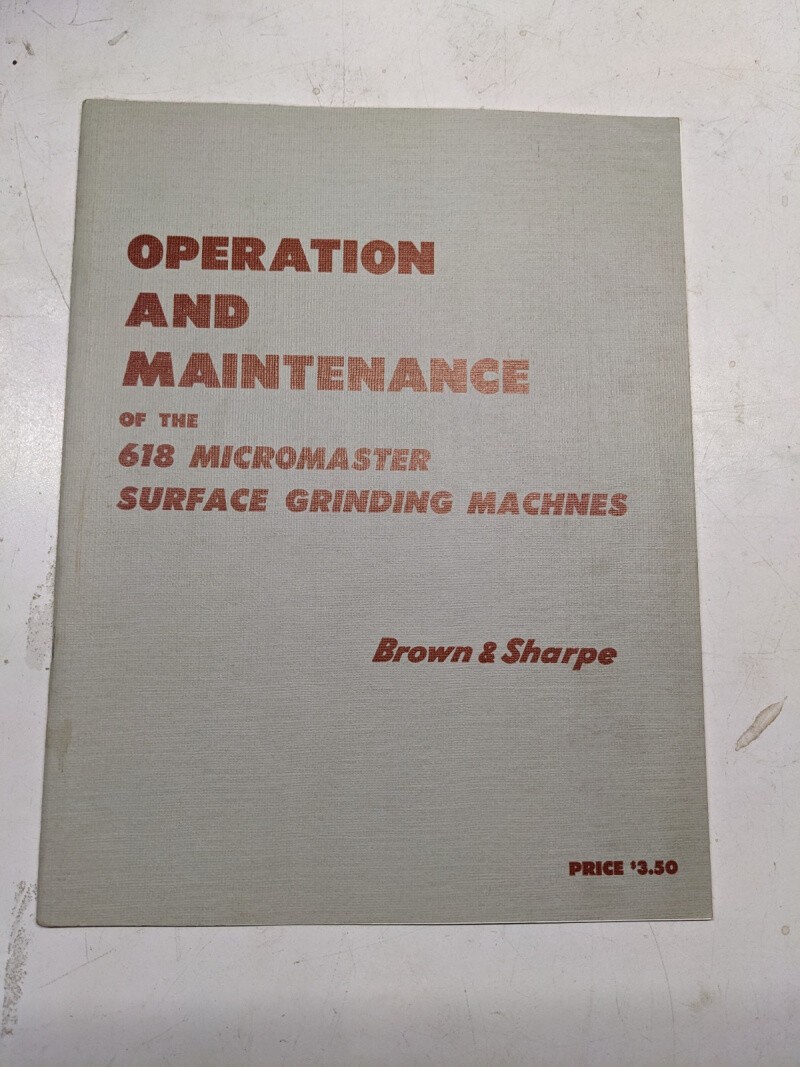 OPERATION
AND
MAINTENANCE
OF THE
618 MICROMASTER
SURFACE GRINDING MACHNES
Brown & Sharpe
PRICE $3.50